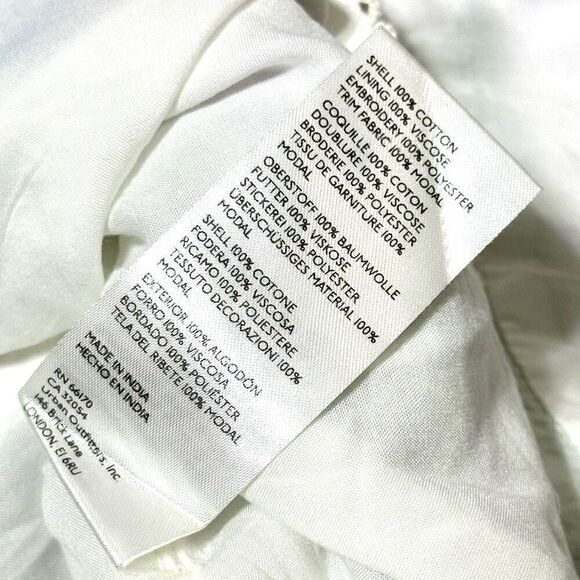 SHELL 100% COTTON
LINING 100% VISCOSE
EMBROIDERY 100% POLYESTER
TRIM FABRIC 100% MODAL
COQUILLE 100% COTON
DOUBLURE 100% VISCOSE
BRODERIE 100% POLYESTER
TISSU DE GARNITURE 100%
MODAL
OBERSTOFF 100% BAUMWOLLE
FUTTER 100% VISKOSE
STICKEREI 100% POLYESTER
ÜBERSCHÜSSIGES MATERIAL 100%
MODAL
SHELL 100% COTONE
FODERA 100% VISCOSA
RICAMO 100% POLIESTERE
TESSUTO DECORAZIONI 100%
MODAL
EXTERIOR 100% ALGODÓN
FORRO 100% VISCOSA
BORDADO 100% POLIÉSTER
TELA DEL RIBETE 100% MODAL
MADE IN INDIA
HECHO EN INDIA
RN 66170
CA 32054
Urban Outfitters, Inc.
146 Brick Lane
LONDON, E1 6RU